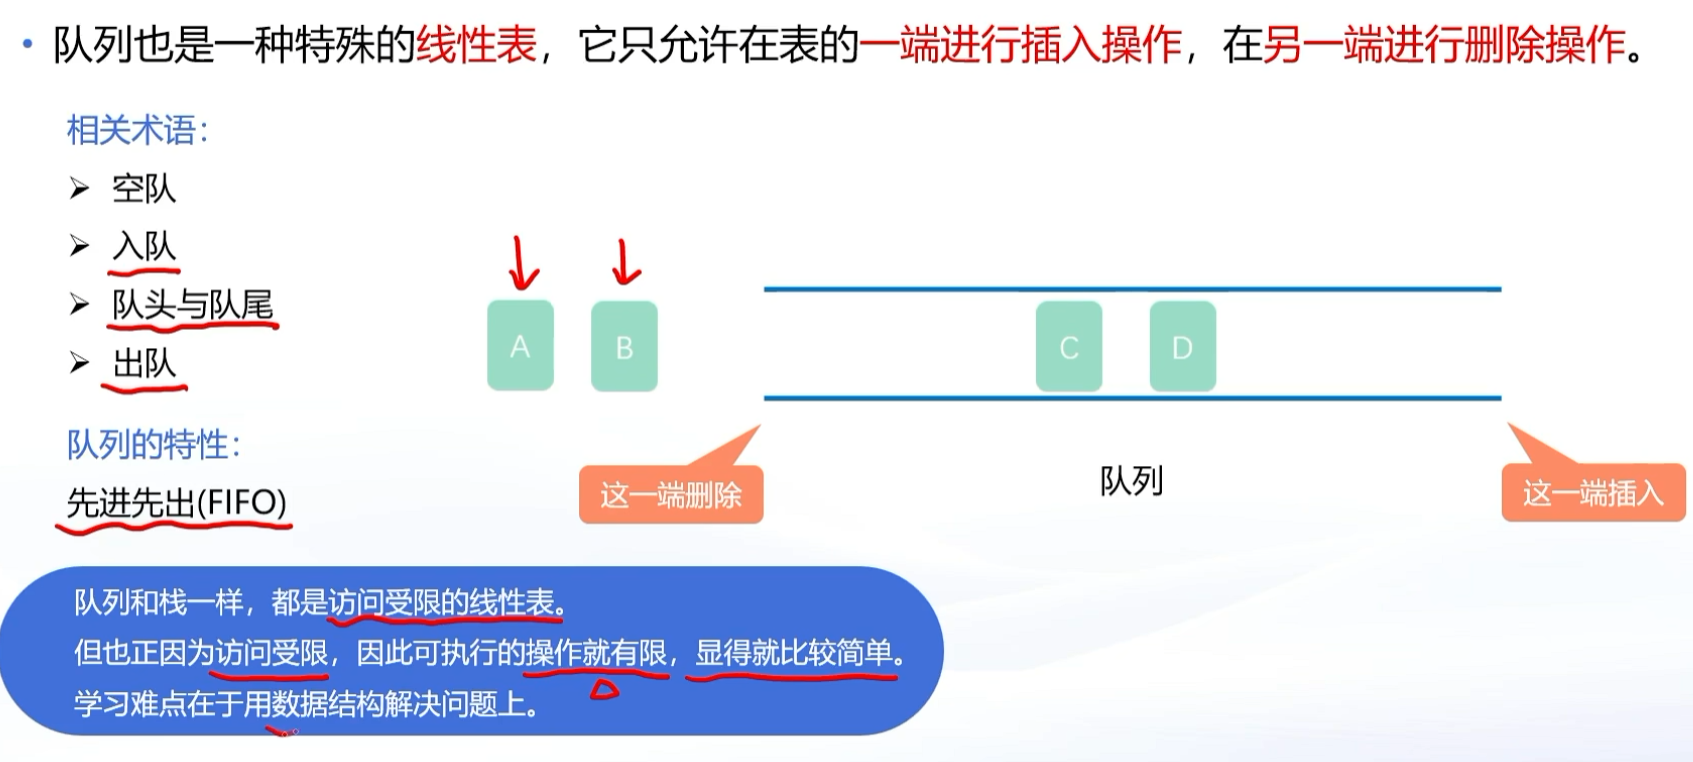 • 队列也是一种特殊的线性表，它只允许在表的一端进行插入操作，在另一端进行删除操作。
相关术语：
➢ 空队
➢ 入队
➢ 队头与队尾
➢ 出队
A B C D
队列的特性：
先进先出(FIFO)
这一端删除
队列
这一端插入
队列和栈一样，都是访问受限的线性表。
但也正因为访问受限，因此可执行的操作就有限，显得就比较简单。
学习难点在于用数据结构解决问题上。